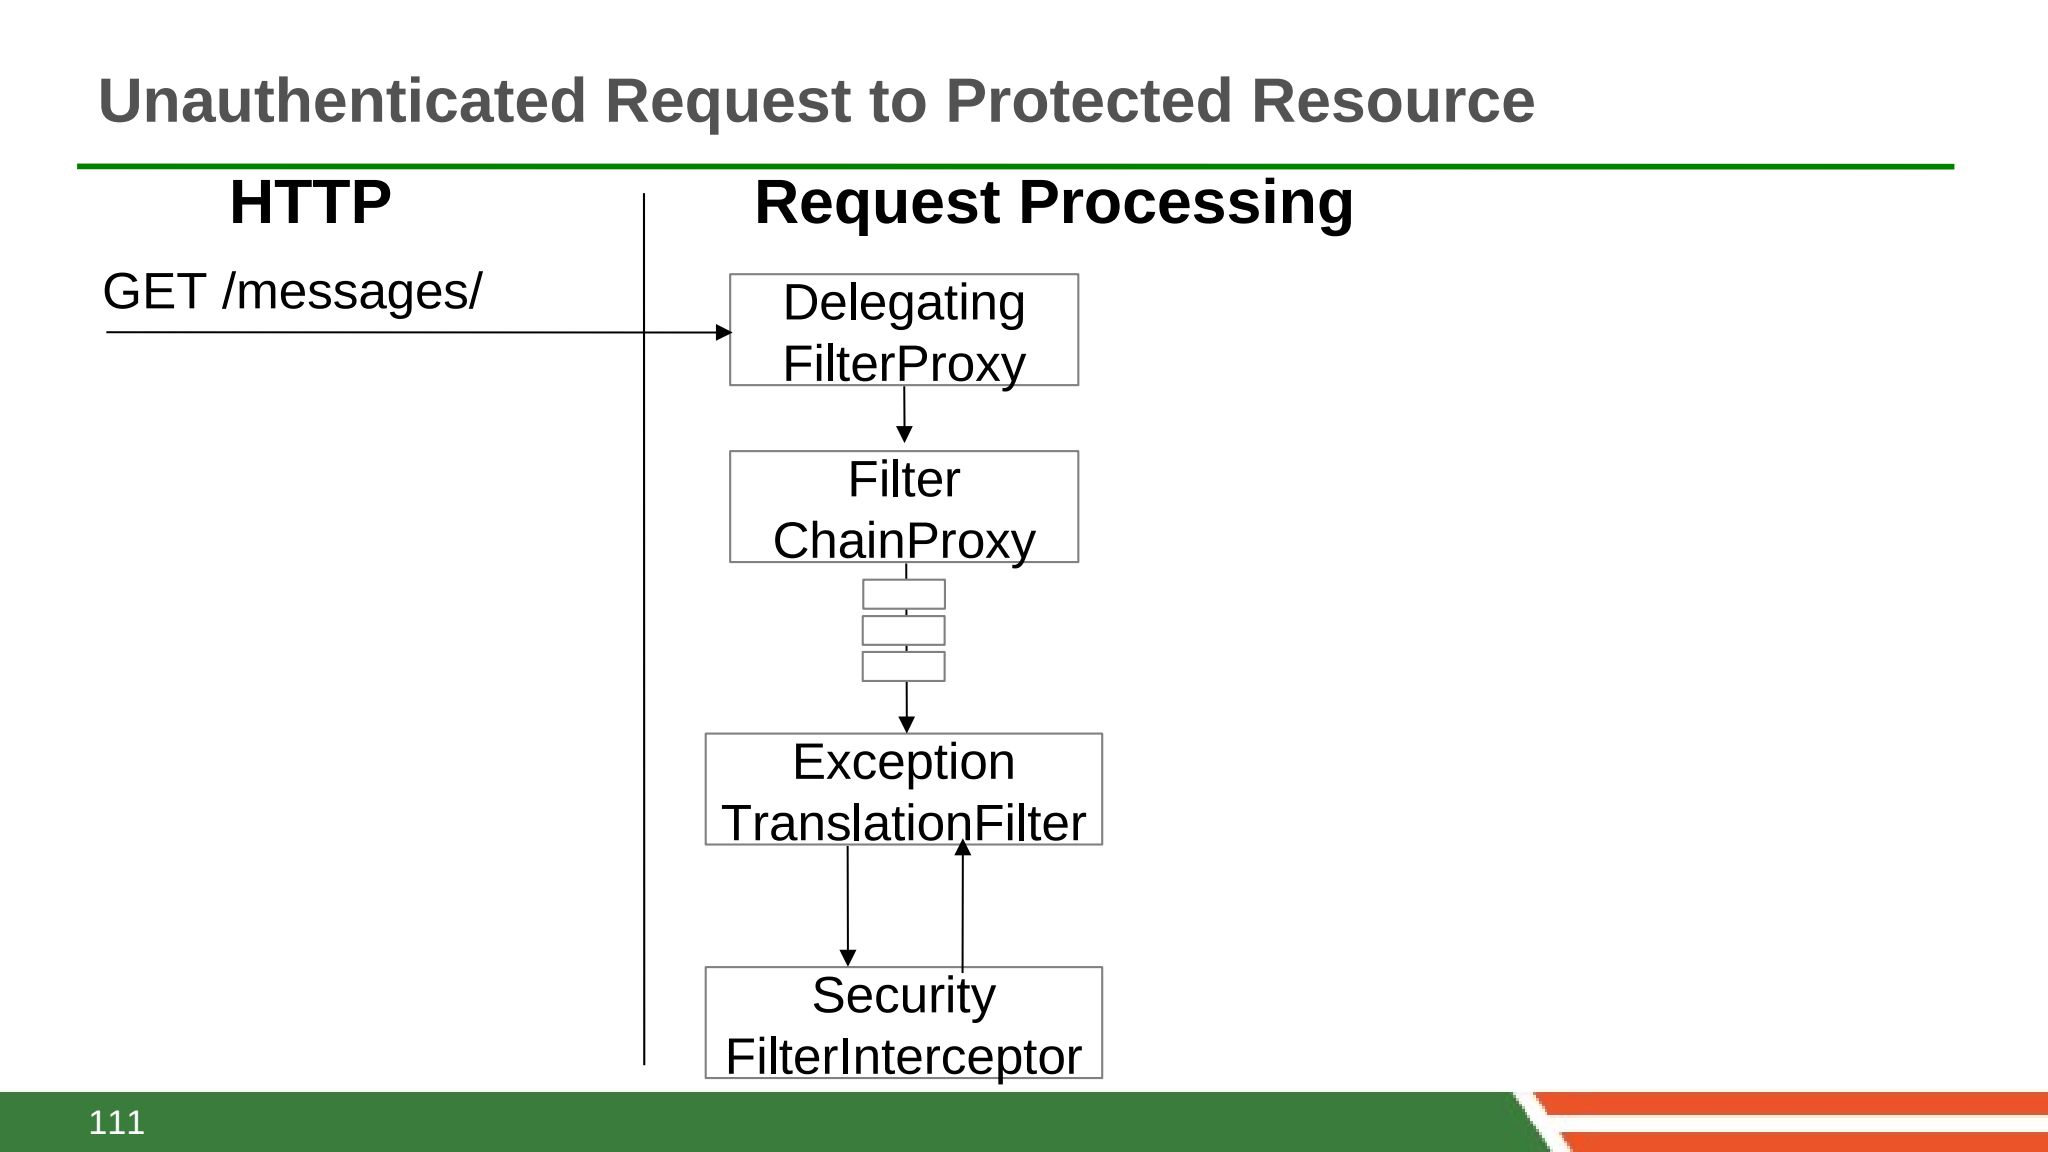 Unauthenticated Request to Protected Resource
HTTP
Request Processing
GET /messages/
Delegating
FilterProxy
Filter
ChainProxy
Exception
TranslationFilter
Security
FilterInterceptor
111